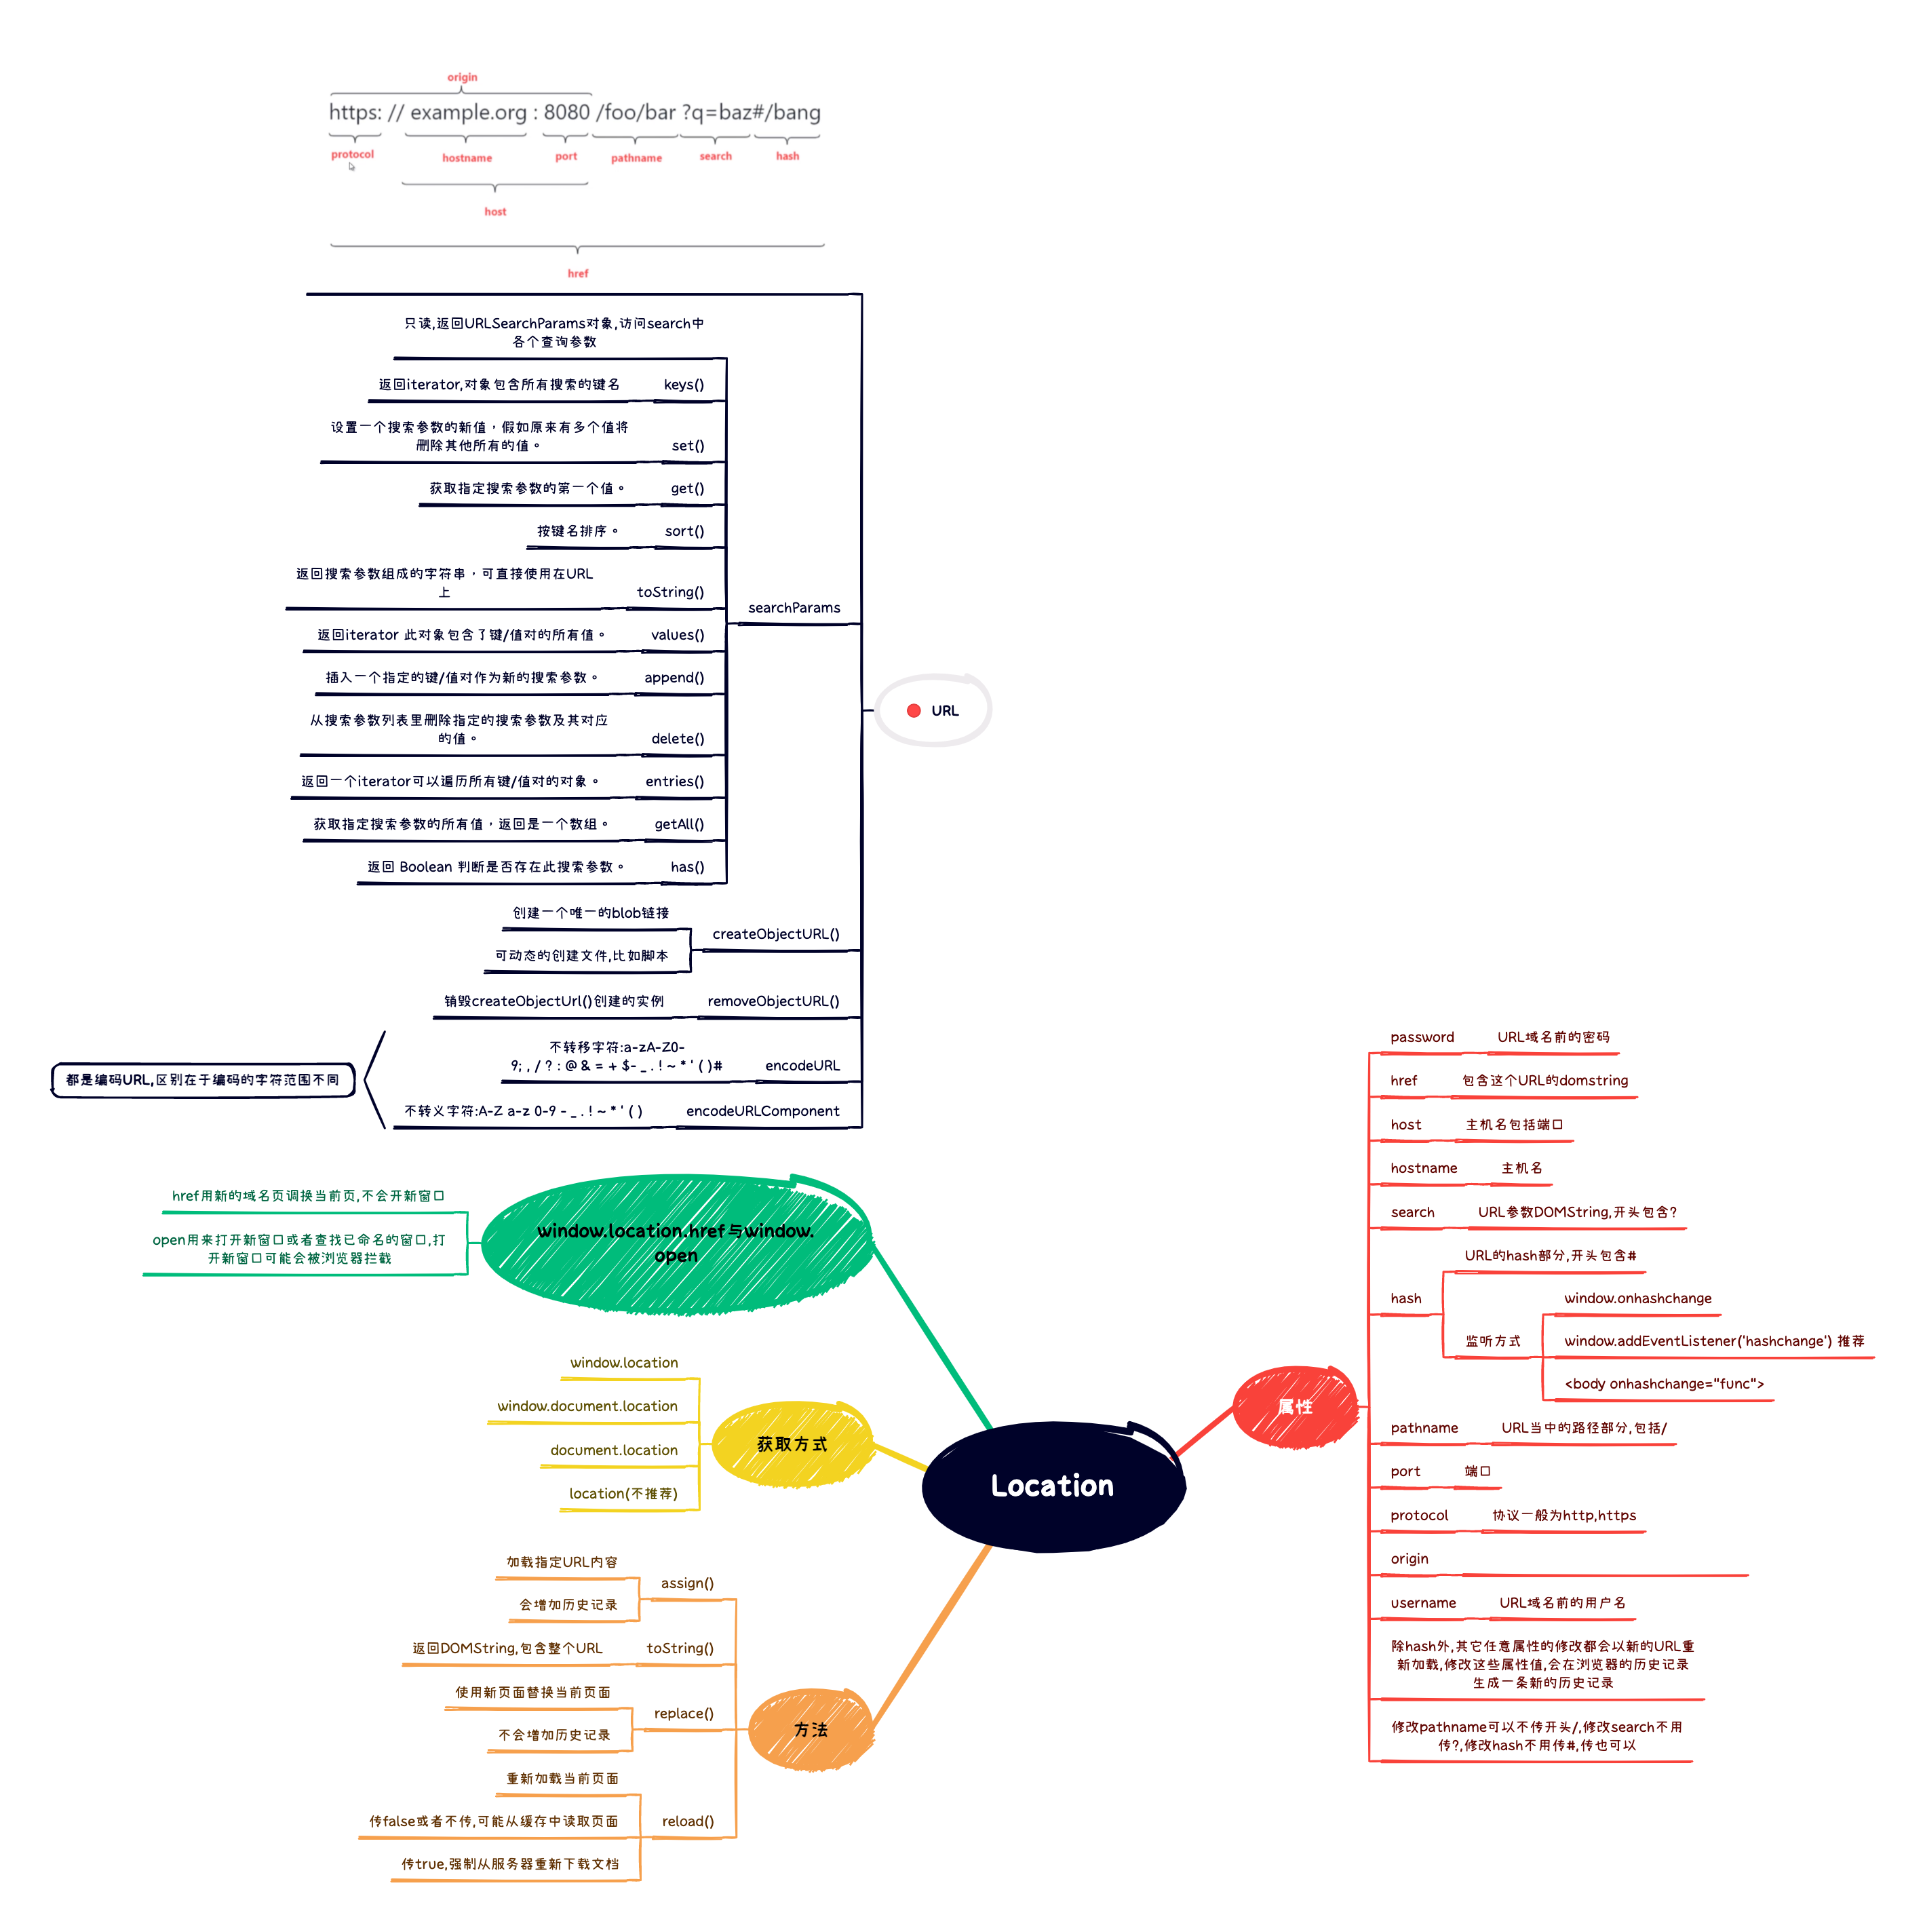 origin
https: // example.org : 8080 /foo/bar ?q=baz#/bang
protocol
hostname
port
pathname
search
hash
host
href
只读,返回URLSearchParams对象,访问search中
各个查询参数
返回iterator,对象包含所有搜索的键名
keys()
设置一个搜索参数的新值，假如原来有多个值将
删除其他所有的值。
set()
获取指定搜索参数的第一个值。
get()
按键名排序。
sort()
返回搜索参数组成的字符串，可直接使用在URL
上
toString()
searchParams
返回iterator 此对象包含了键/值对的所有值。
values()
插入一个指定的键/值对作为新的搜索参数。
append()
从搜索参数列表里删除指定的搜索参数及其对应
的值。
delete()
返回一个iterator可以遍历所有键/值对的对象。
entries()
获取指定搜索参数的所有值，返回是一个数组。
getAll()
返回 Boolean 判断是否存在此搜索参数。
has()
URL
创建一个唯一的blob链接
可动态的创建文件,比如脚本
createObjectURL()
销毁createObjectUrl()创建的实例
removeObjectURL()
不转移字符:a-zA-Z0-
9; , / ? : @ & = + $- _ . ! ~ * ' ( )#
encodeURL
不转义字符:A-Z a-z 0-9 - _ . ! ~ * ' ( )
encodeURLComponent
都是编码URL,区别在于编码的字符范围不同
href用新的域名页调换当前页,不会开新窗口
open用来打开新窗口或者查找已命名的窗口,打
开新窗口可能会被浏览器拦截
window.location.href与window.
open
window.location
window.document.location
document.location
location(不推荐)
获取方式
加载指定URL内容
会增加历史记录
assign()
返回DOMString,包含整个URL
toString()
使用新页面替换当前页面
不会增加历史记录
replace()
重新加载当前页面
传false或者不传,可能从缓存中读取页面
传true,强制从服务器重新下载文档
reload()
方法
Location
属性
password
URL域名前的密码
href
包含这个URL的domstring
host
主机名包括端口
hostname
主机名
search
URL参数DOMString,开头包含?
hash
URL的hash部分,开头包含#
监听方式
window.onhashchange
window.addEventListener('hashchange') 推荐
<body onhashchange="func">
pathname
URL当中的路径部分,包括/
port
端口
protocol
协议一般为http,https
origin
username
URL域名前的用户名
除hash外,其它任意属性的修改都会以新的URL重
新加载,修改这些属性值,会在浏览器的历史记录
生成一条新的历史记录
修改pathname可以不传开头/,修改search不用
传?,修改hash不用传#,传也可以